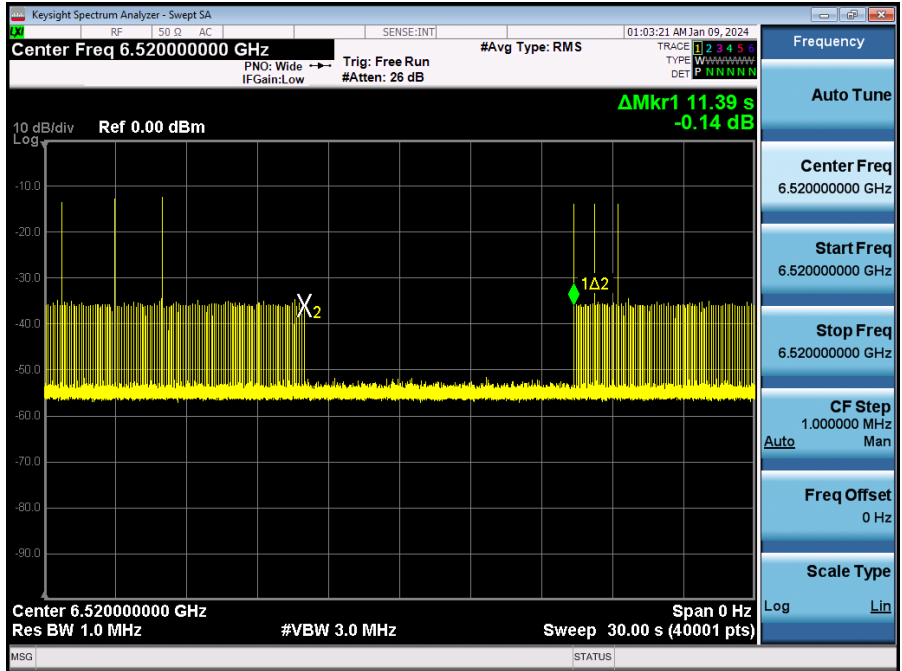 Keysight Spectrum Analyzer - Swept SA
LXI RF 50 Ω AC SENSE:INT 01:03:21 AM Jan 09, 2024
Center Freq 6.520000000 GHz
PNO: Wide
IFGain:Low
Trig: Free Run
#Atten: 26 dB
#Avg Type: RMS
TRACE 1 2 3 4 5 6
TYPE WWWWWW
DET P N N N N N
ΔMkr1 11.39 s
-0.14 dB
10 dB/div Ref 0.00 dBm
Log
-10.0
-20.0
-30.0
1Δ2
X2
-40.0
-50.0
-60.0
-70.0
-80.0
-90.0
Center 6.520000000 GHz Span 0 Hz
Res BW 1.0 MHz #VBW 3.0 MHz Sweep 30.00 s (40001 pts)
MSG STATUS
Frequency
Auto Tune
Center Freq
6.520000000 GHz
Start Freq
6.520000000 GHz
Stop Freq
6.520000000 GHz
CF Step
1.000000 MHz
Auto Man
Freq Offset
0 Hz
Scale Type
Log Lin